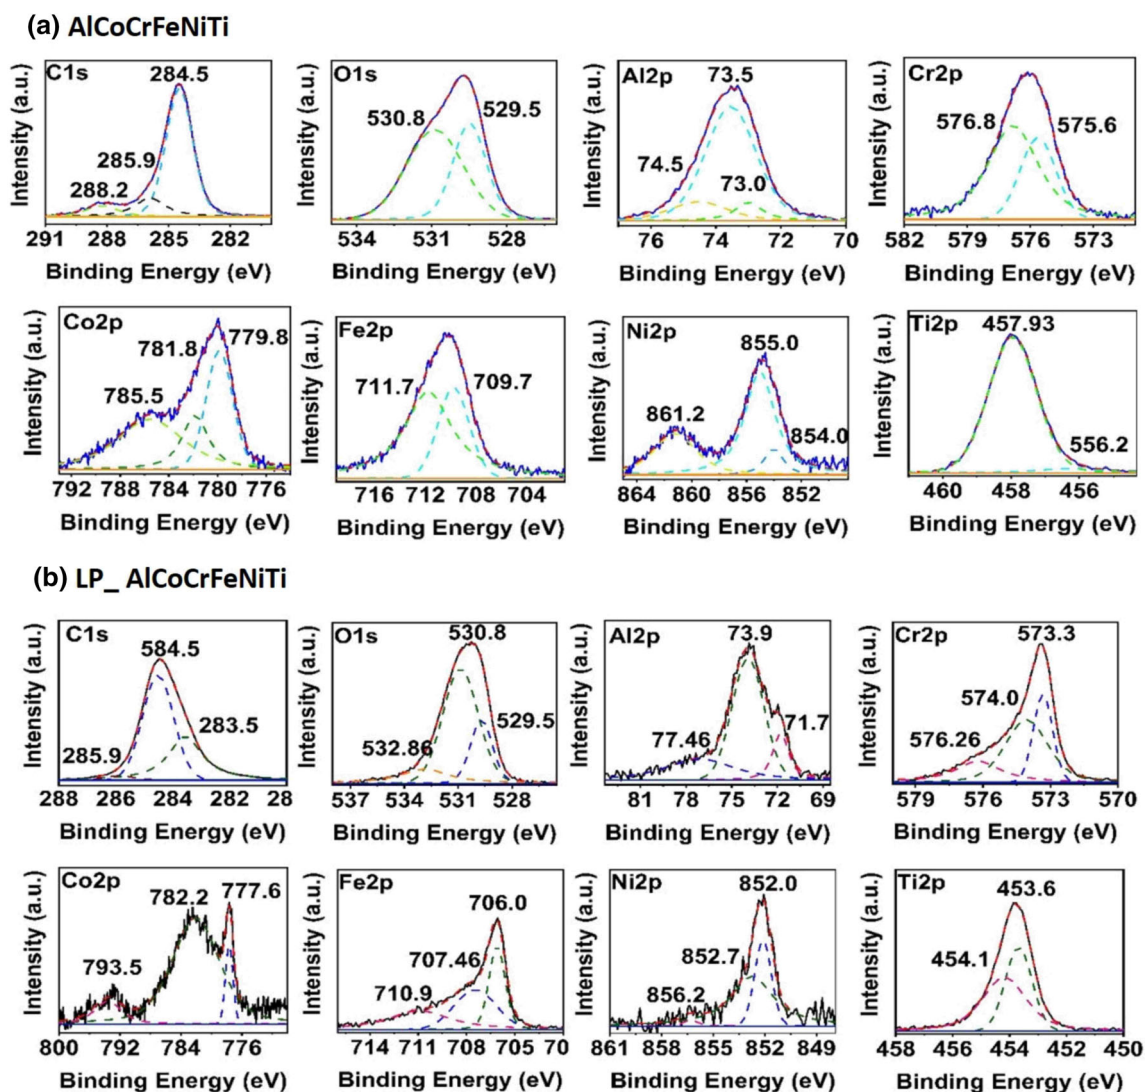 (a) AlCoCrFeNiTi
C1s
284.5
285.9
288.2
291 288 285 282
Binding Energy (eV)
Intensity (a.u.)
O1s
530.8
529.5
534 531 528
Binding Energy (eV)
Intensity (a.u.)
Al2p
73.5
74.5
73.0
76 74 72 70
Binding Energy (eV)
Intensity (a.u.)
Cr2p
576.8
575.6
582 579 576 573
Binding Energy (eV)
Intensity (a.u.)
Co2p
779.8
781.8
785.5
792 788 784 780 776
Binding Energy (eV)
Intensity (a.u.)
Fe2p
711.7
709.7
716 712 708 704
Binding Energy (eV)
Intensity (a.u.)
Ni2p
855.0
861.2
854.0
864 860 856 852
Binding Energy (eV)
Intensity (a.u.)
Ti2p
457.93
556.2
460 458 456
Binding Energy (eV)
Intensity (a.u.)
(b) LP_ AlCoCrFeNiTi
C1s
584.5
283.5
285.9
288 286 284 282 28
Binding Energy (eV)
Intensity (a.u.)
O1s
530.8
529.5
532.86
537 534 531 528
Binding Energy (eV)
Intensity (a.u.)
Al2p
73.9
71.7
77.46
81 78 75 72 69
Binding Energy (eV)
Intensity (a.u.)
Cr2p
573.3
574.0
576.26
579 576 573 570
Binding Energy (eV)
Intensity (a.u.)
Co2p
782.2
777.6
793.5
800 792 784 776
Binding Energy (eV)
Intensity (a.u.)
Fe2p
706.0
707.46
710.9
714 711 708 705 70
Binding Energy (eV)
Intensity (a.u.)
Ni2p
852.0
852.7
856.2
861 858 855 852 849
Binding Energy (eV)
Intensity (a.u.)
Ti2p
453.6
454.1
458 456 454 452 450
Binding Energy (eV)
Intensity (a.u.)